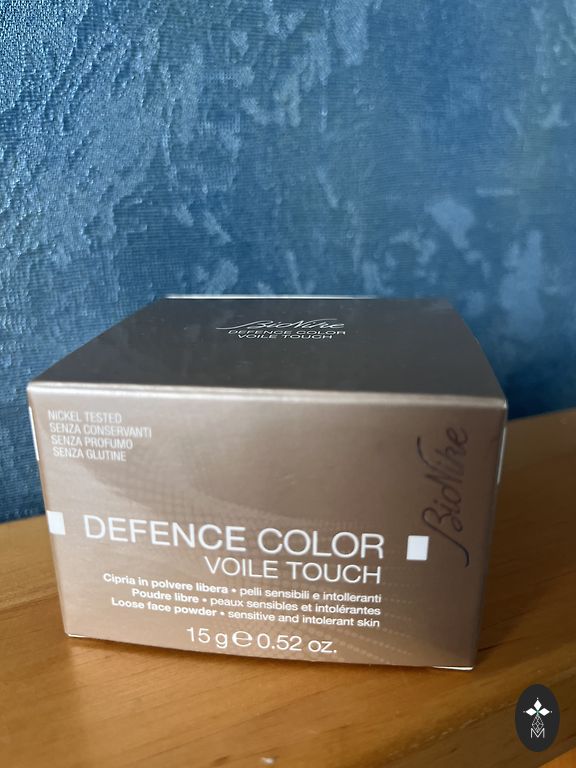 BioNike
DEFENCE COLOR
VOILE TOUCH
NICKEL TESTED
SENZA CONSERVANTI
SENZA PROFUMO
SENZA GLUTINE
BioNike
DEFENCE COLOR
VOILE TOUCH
Cipria in polvere libera • pelli sensibili e intolleranti
Poudre libre • peaux sensibles et intolérantes
Loose face powder • sensitive and intolerant skin
15 g ℮ 0.52 oz.
M